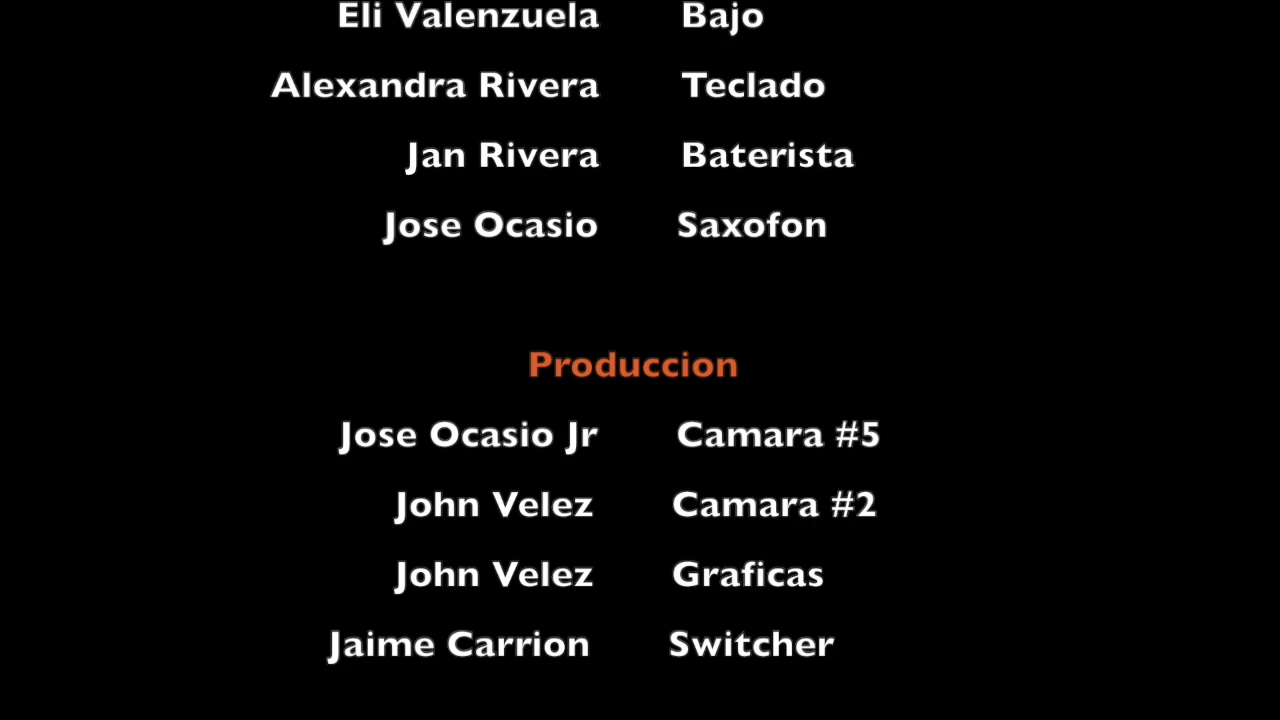 Eli Valenzuela Bajo
Alexandra Rivera Teclado
Jan Rivera Baterista
Jose Ocasio Saxofon
Produccion
Jose Ocasio Jr Camara #5
John Velez Camara #2
John Velez Graficas
Jaime Carrion Switcher